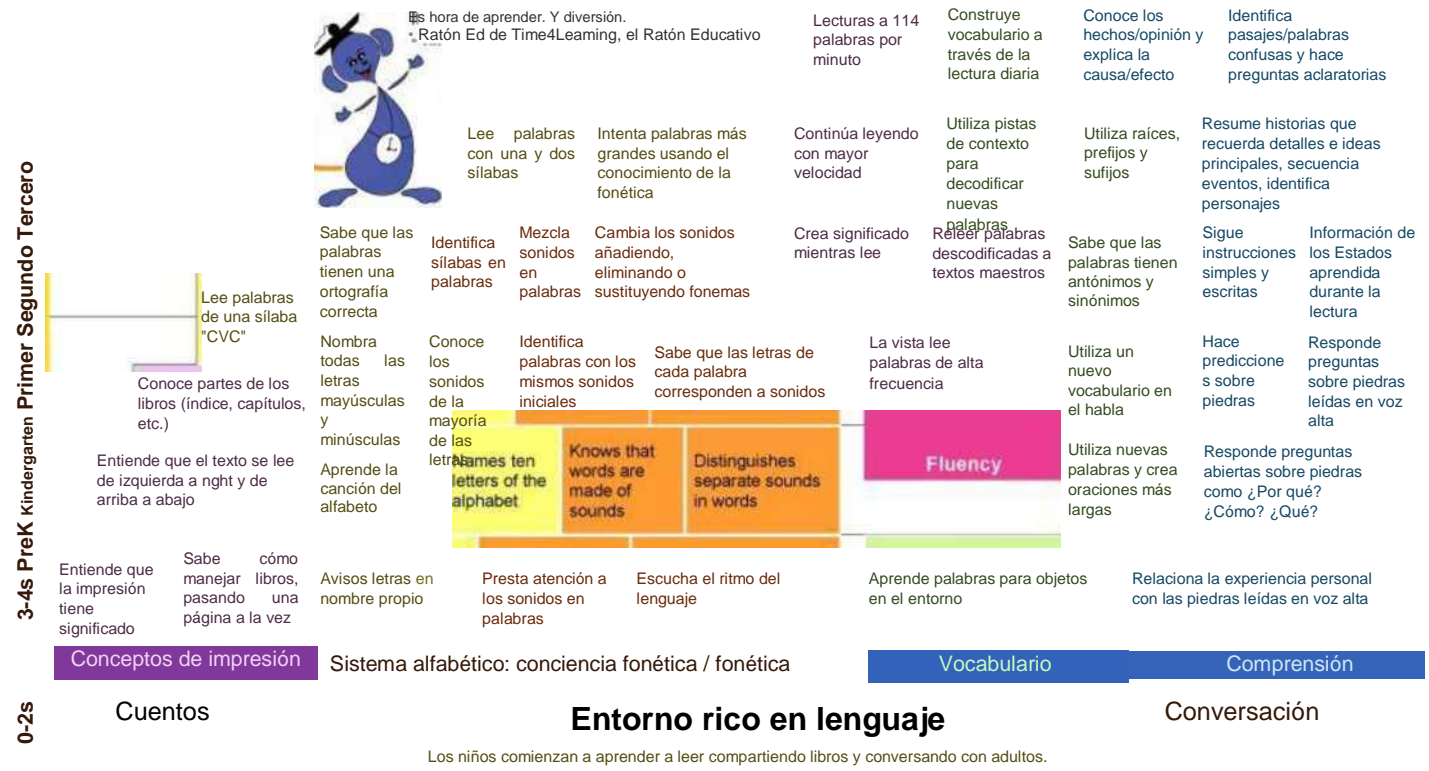 Es hora de aprender. Y diversión.
Ratón Ed de Time4Learning, el Ratón Educativo
Lecturas a 114
palabras por
minuto
Construye
vocabulario a
través de la
lectura diaria
Conoce los
hechos/opinión y
explica la
causa/efecto
Identifica
pasajes/palabras
confusas y hace
preguntas aclaratorias
Lee palabras
con una y dos
sílabas
Intenta palabras más
grandes usando el
conocimiento de la
fonética
Continúa leyendo
con mayor
velocidad
Utiliza pistas
de contexto
para
decodificar
nuevas
palabras
Utiliza raíces,
prefijos y
sufijos
Resume historias que
recuerda detalles e ideas
principales, secuencia
eventos, identifica
personajes
Sabe que las
palabras
tienen una
ortografía
correcta
Identifica
sílabas en
palabras
Mezcla
sonidos
en
palabras
Cambia los sonidos
añadiendo,
eliminando o
sustituyendo fonemas
Crea significado
mientras lee
Releer palabras
descodificadas a
textos maestros
Sabe que las
palabras tienen
antónimos y
sinónimos
Sigue
instrucciones
simples y
escritas
Información de
los Estados
aprendida
durante la
lectura
Lee palabras
de una sílaba
"CVC"
Nombra
todas las
letras
mayúsculas
y
minúsculas
Conoce
los
sonidos
de la
mayoría
de las
letras
Identifica
palabras con los
mismos sonidos
iniciales
Sabe que las letras de
cada palabra
corresponden a sonidos
La vista lee
palabras de alta
frecuencia
Utiliza un
nuevo
vocabulario en
el habla
Hace
prediccione
s sobre
piedras
Responde
preguntas
sobre piedras
leídas en voz
alta
Conoce partes de los
libros (índice, capítulos,
etc.)
Entiende que el texto se lee
de izquierda a nght y de
arriba a abajo
Aprende la
canción del
alfabeto
Names ten
letters of the
alphabet
Knows that
words are
made of
sounds
Distinguishes
separate sounds
in words
Fluency
Utiliza nuevas
palabras y crea
oraciones más
largas
Responde preguntas
abiertas sobre piedras
como ¿Por qué?
¿Cómo? ¿Qué?
Entiende que
la impresión
tiene
significado
Sabe cómo
manejar libros,
pasando una
página a la vez
Avisos letras en
nombre propio
Presta atención a
los sonidos en
palabras
Escucha el ritmo del
lenguaje
Aprende palabras para objetos
en el entorno
Relaciona la experiencia personal
con las piedras leídas en voz alta
3-4s PreK Kindergarten Primer Segundo Tercero
Conceptos de impresión
Sistema alfabético: conciencia fonética / fonética
Vocabulario
Comprensión
0-2s
Cuentos
Entorno rico en lenguaje
Conversación
Los niños comienzan a aprender a leer compartiendo libros y conversando con adultos.